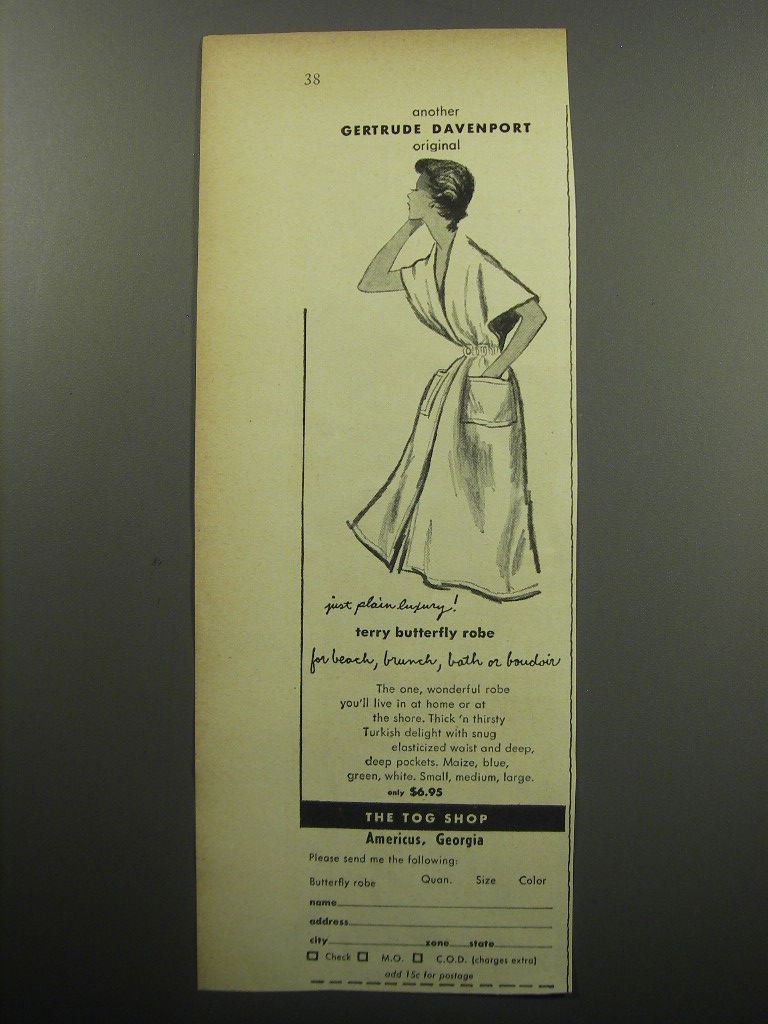 38
another
GERTRUDE DAVENPORT
original
just plain luxury!
terry butterfly robe
for beach, brunch, bath or boudoir
The one, wonderful robe
you'll live in at home or at
the shore. Thick 'n thirsty
Turkish delight with snug
elasticized waist and deep,
deep pockets. Maize, blue,
green, white. Small, medium, large.
only $6.95
THE TOG SHOP
Americus, Georgia
Please send me the following:
Butterfly robe Quan. Size Color
name
address
city zone state
Check M.O. C.O.D. (charges extra)
add 15c for postage